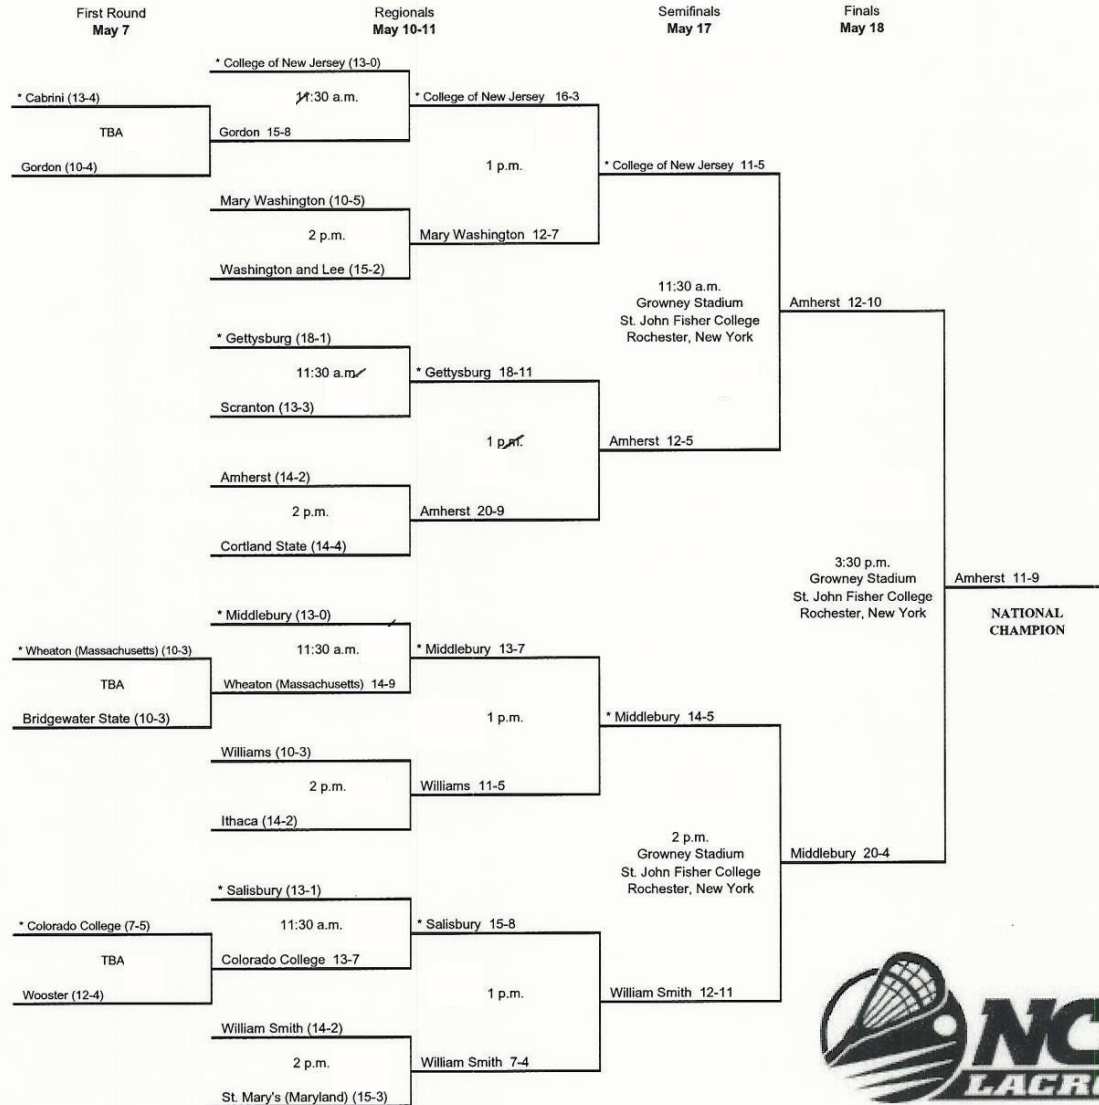 First Round
May 7
Regionals
May 10-11
Semifinals
May 17
Finals
May 18
* College of New Jersey (13-0)
* Cabrini (13-4)
11:30 a.m.
* College of New Jersey 16-3
TBA
Gordon 15-8
Gordon (10-4)
1 p.m.
* College of New Jersey 11-5
Mary Washington (10-5)
2 p.m.
Mary Washington 12-7
Washington and Lee (15-2)
11:30 a.m.
Growney Stadium
St. John Fisher College
Rochester, New York
Amherst 12-10
* Gettysburg (18-1)
11:30 a.m.
* Gettysburg 18-11
Scranton (13-3)
1 p.m.
Amherst 12-5
Amherst (14-2)
2 p.m.
Amherst 20-9
Cortland State (14-4)
3:30 p.m.
Growney Stadium
St. John Fisher College
Rochester, New York
Amherst 11-9
NATIONAL
CHAMPION
* Middlebury (13-0)
* Wheaton (Massachusetts) (10-3)
11:30 a.m.
* Middlebury 13-7
TBA
Wheaton (Massachusetts) 14-9
Bridgewater State (10-3)
1 p.m.
* Middlebury 14-5
Williams (10-3)
2 p.m.
Williams 11-5
Ithaca (14-2)
2 p.m.
Growney Stadium
St. John Fisher College
Rochester, New York
Middlebury 20-4
* Salisbury (13-1)
* Colorado College (7-5)
11:30 a.m.
* Salisbury 15-8
TBA
Colorado College 13-7
Wooster (12-4)
1 p.m.
William Smith 12-11
William Smith (14-2)
2 p.m.
William Smith 7-4
St. Mary's (Maryland) (15-3)
NC
LACRO